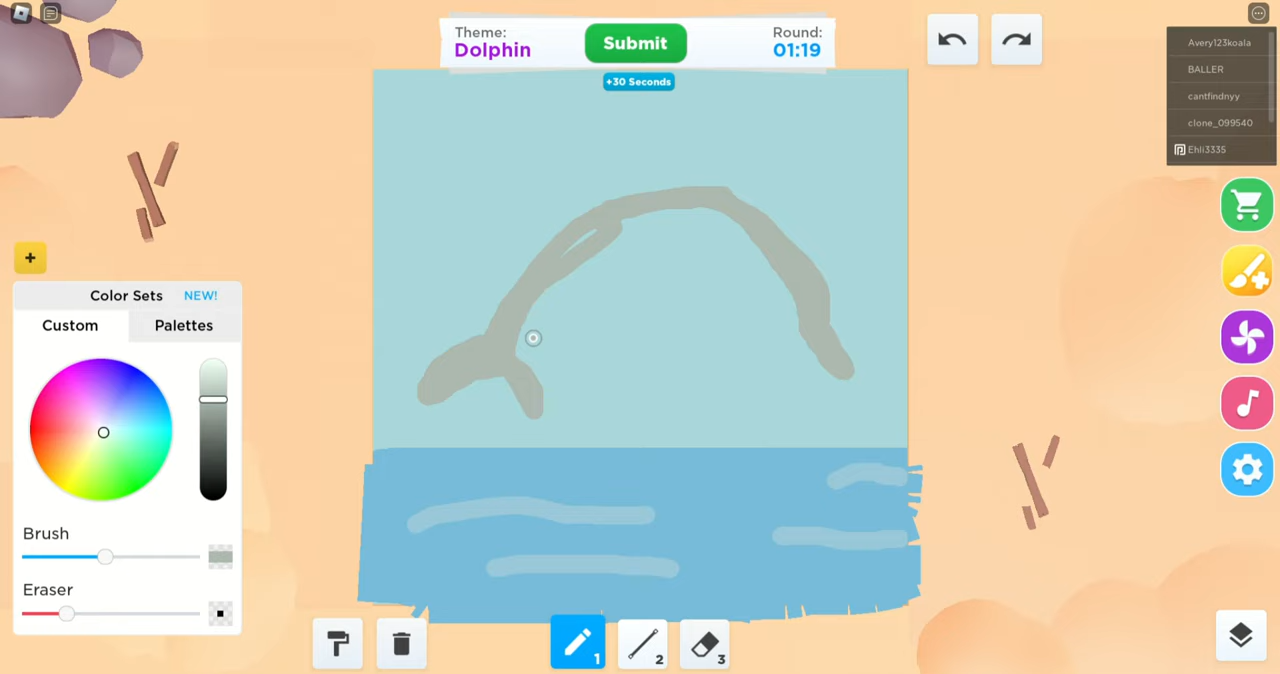 Theme:
Dolphin
Submit
Round:
01:19
+30 Seconds
Avery123koala
BALLER
cantfindnyy
clone_099540
Ehli3335
+
Color Sets NEW!
Custom Palettes
Brush
Eraser
1
2
3